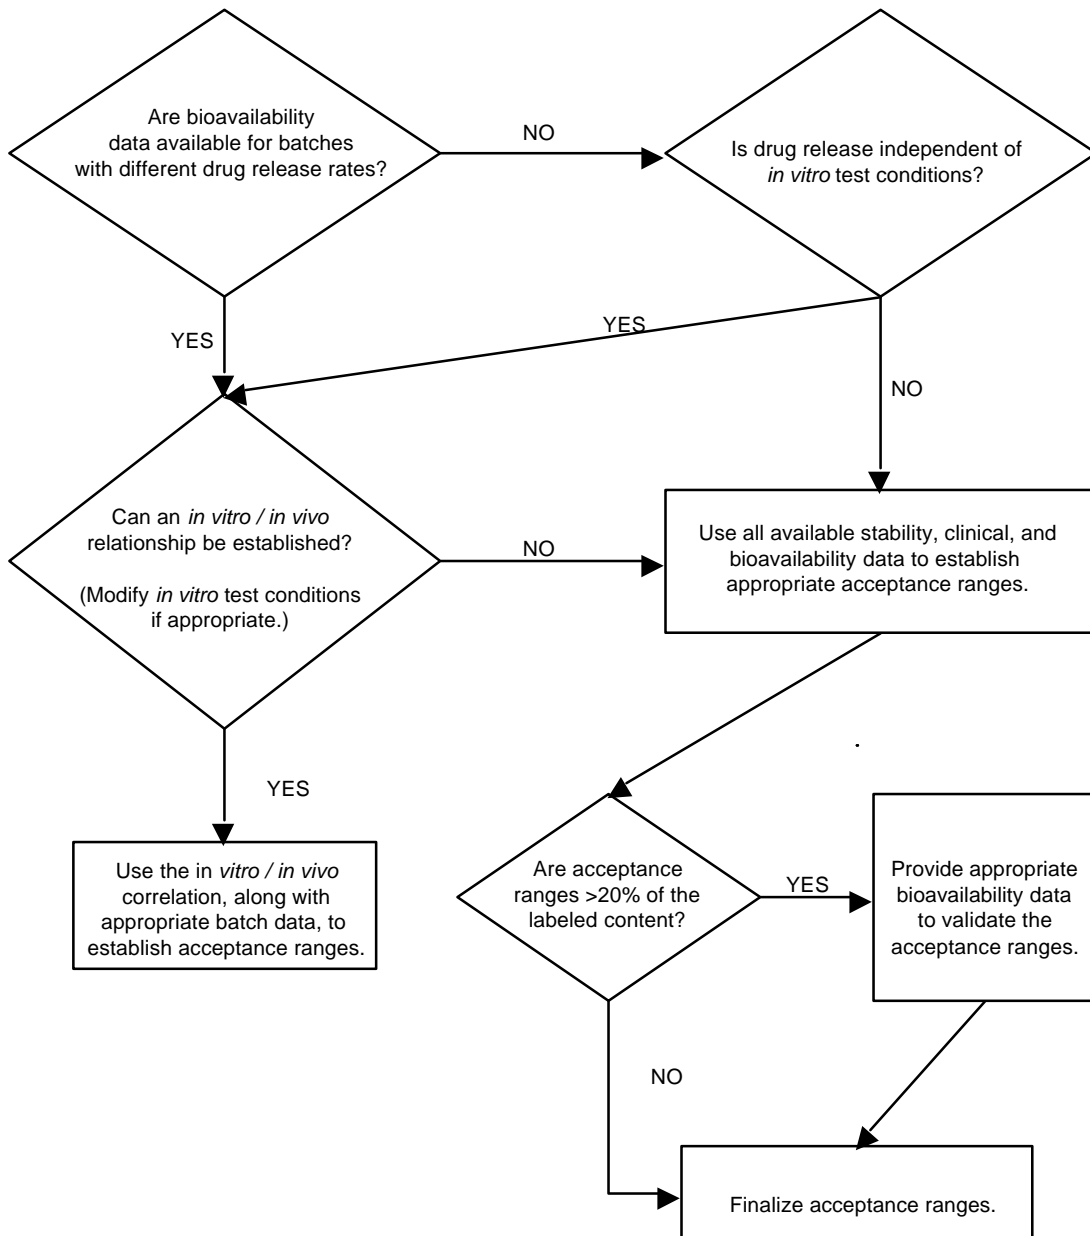 Are bioavailability
data available for batches
with different drug release rates?
NO
Is drug release independent of
in vitro test conditions?
YES
YES
NO
Can an in vitro / in vivo
relationship be established?
(Modify in vitro test conditions
if appropriate.)
NO
Use all available stability, clinical, and
bioavailability data to establish
appropriate acceptance ranges.
YES
Use the in vitro / in vivo
correlation, along with
appropriate batch data, to
establish acceptance ranges.
Are acceptance
ranges >20% of the
labeled content?
YES
Provide appropriate
bioavailability data
to validate the
acceptance ranges.
NO
Finalize acceptance ranges.